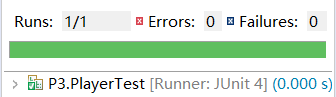 Runs: 1/1 Errors: 0 Failures: 0
P3.PlayerTest [Runner: JUnit 4] (0.000 s)